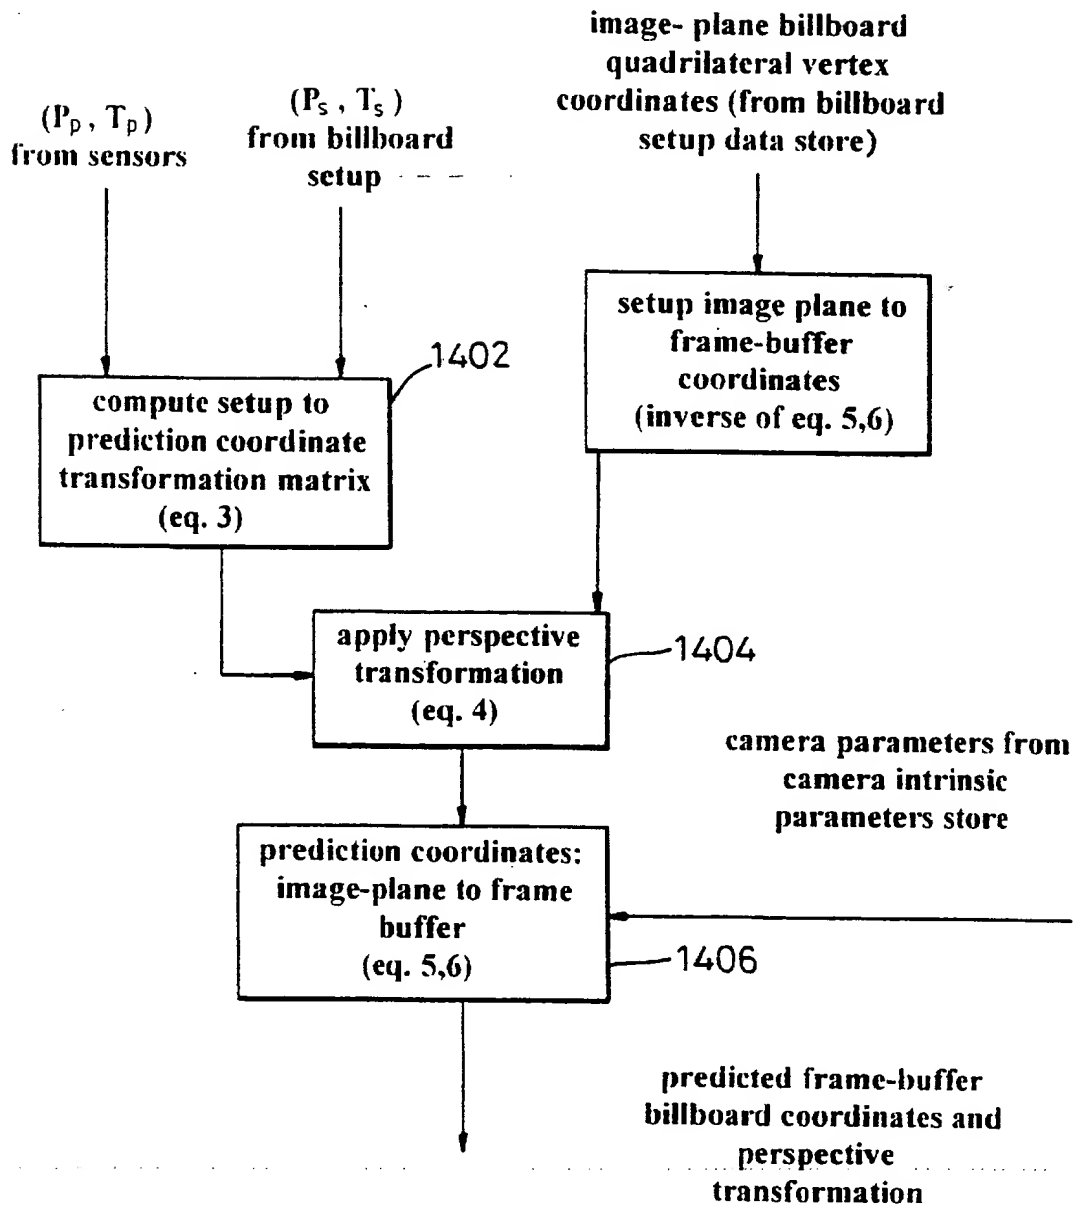 image- plane billboard
quadrilateral vertex
coordinates (from billboard
setup data store)
(Pp , Tp)
from sensors
(Ps , Ts)
from billboard
setup
setup image plane to
frame-buffer
coordinates
(inverse of eq. 5,6)
1402
compute setup to
prediction coordinate
transformation matrix
(eq. 3)
apply perspective
transformation
(eq. 4)
1404
camera parameters from
camera intrinsic
parameters store
prediction coordinates:
image-plane to frame
buffer
(eq. 5,6)
1406
predicted frame-buffer
billboard coordinates and
perspective
transformation